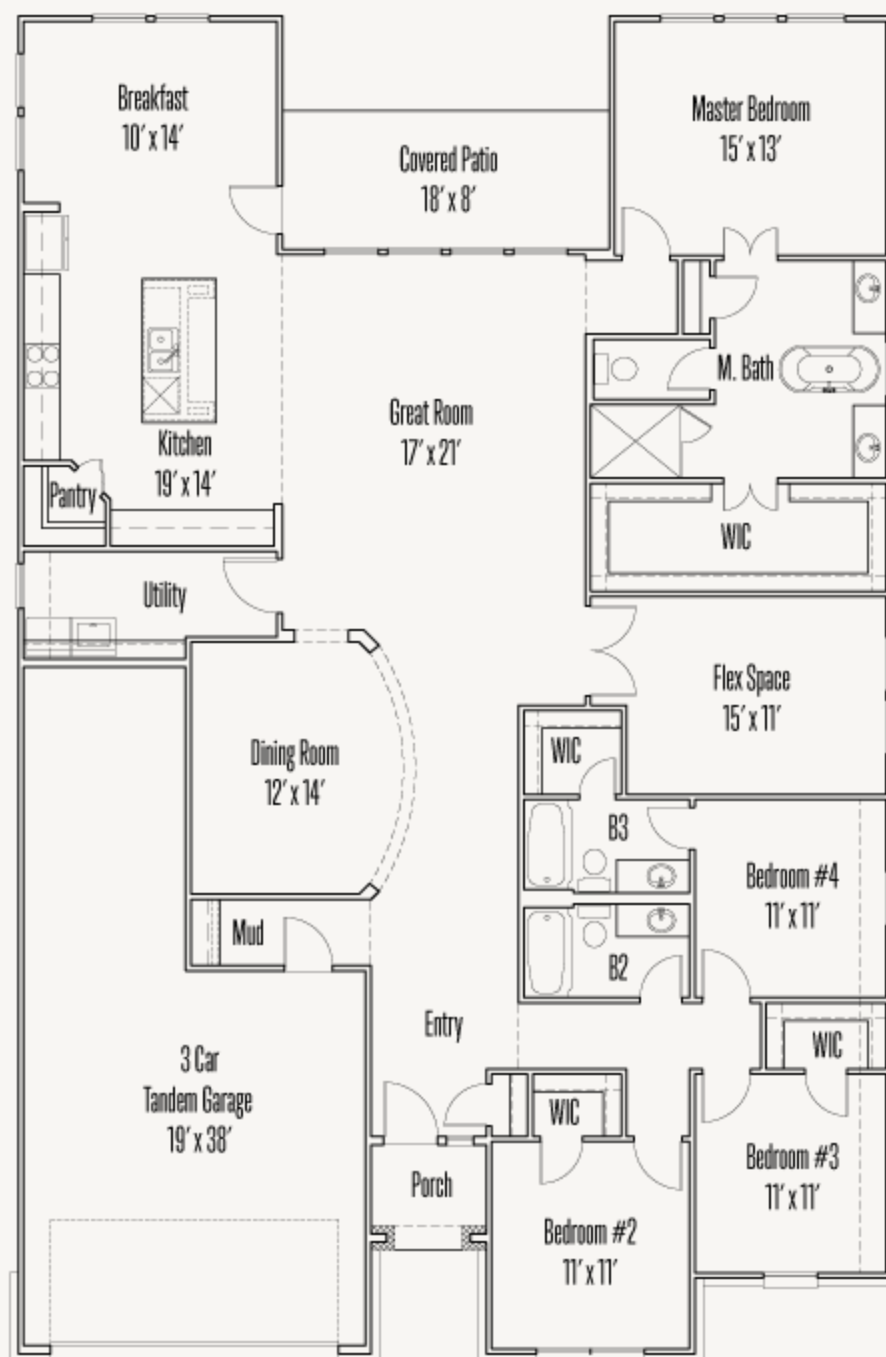 Breakfast
10' x 14'
Covered Patio
18' x 8'
Master Bedroom
15' x 13'
M. Bath
Great Room
17' x 21'
Kitchen
19' x 14'
Pantry
WIC
Utility
Flex Space
15' x 11'
Dining Room
12' x 14'
WIC
B3
Bedroom #4
11' x 11'
Mud
B2
Entry
WIC
3 Car
Tandem Garage
19' x 38'
WIC
Porch
Bedroom #3
11' x 11'
Bedroom #2
11' x 11'